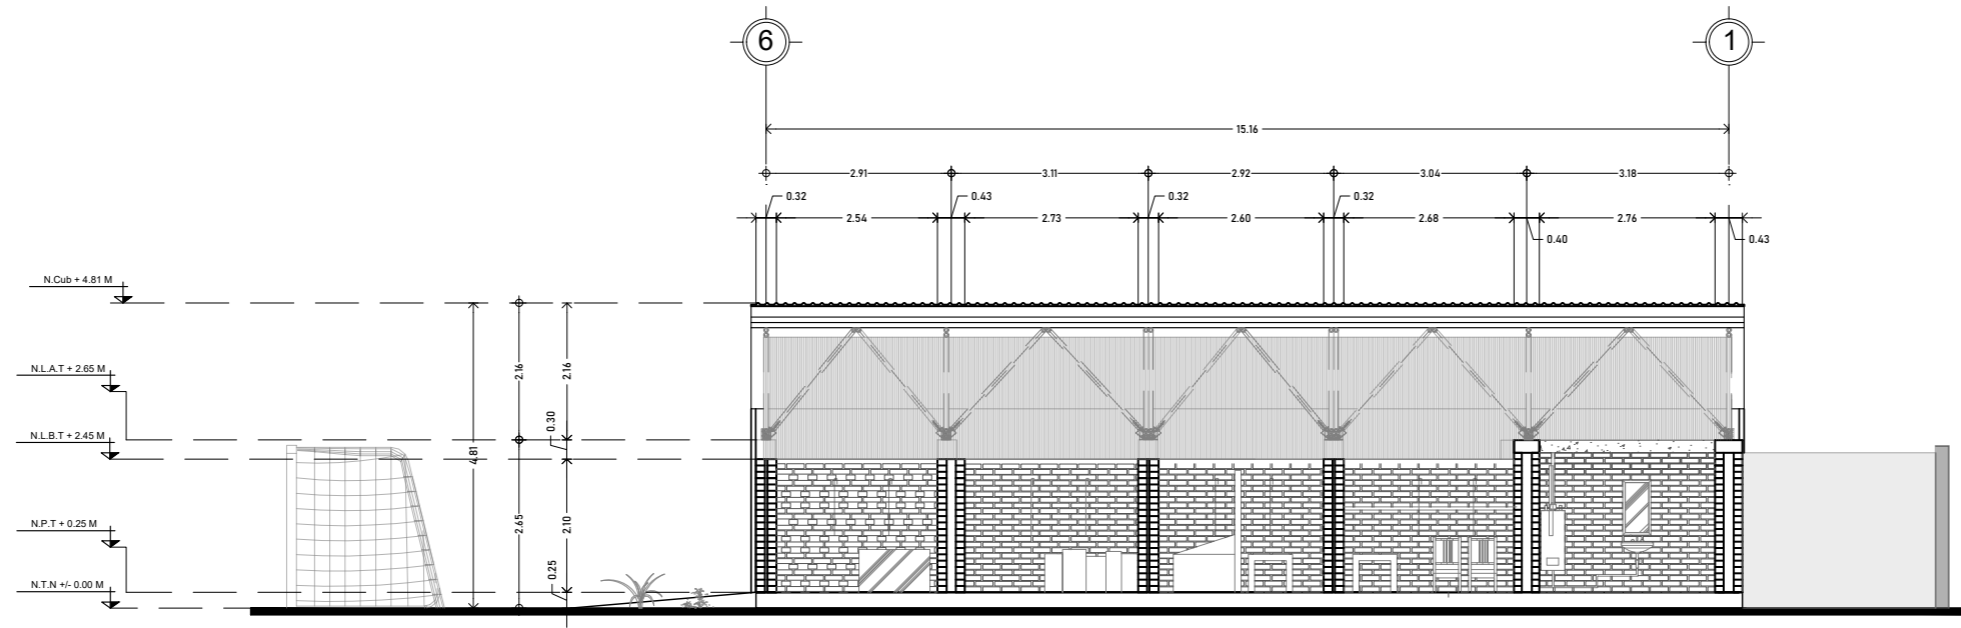 6 1
15.16
2.91 3.11 2.92 3.04 3.18
0.32 0.43 0.32 0.32
2.54 2.73 2.60 2.68 2.76
0.40 0.43
N.Cub + 4.81 M
N.L.A.T + 2.65 M
N.L.B.T + 2.45 M
N.P.T + 0.25 M
N.T.N +/- 0.00 M
4.81
2.16
2.65
2.16
0.30
2.10
0.25